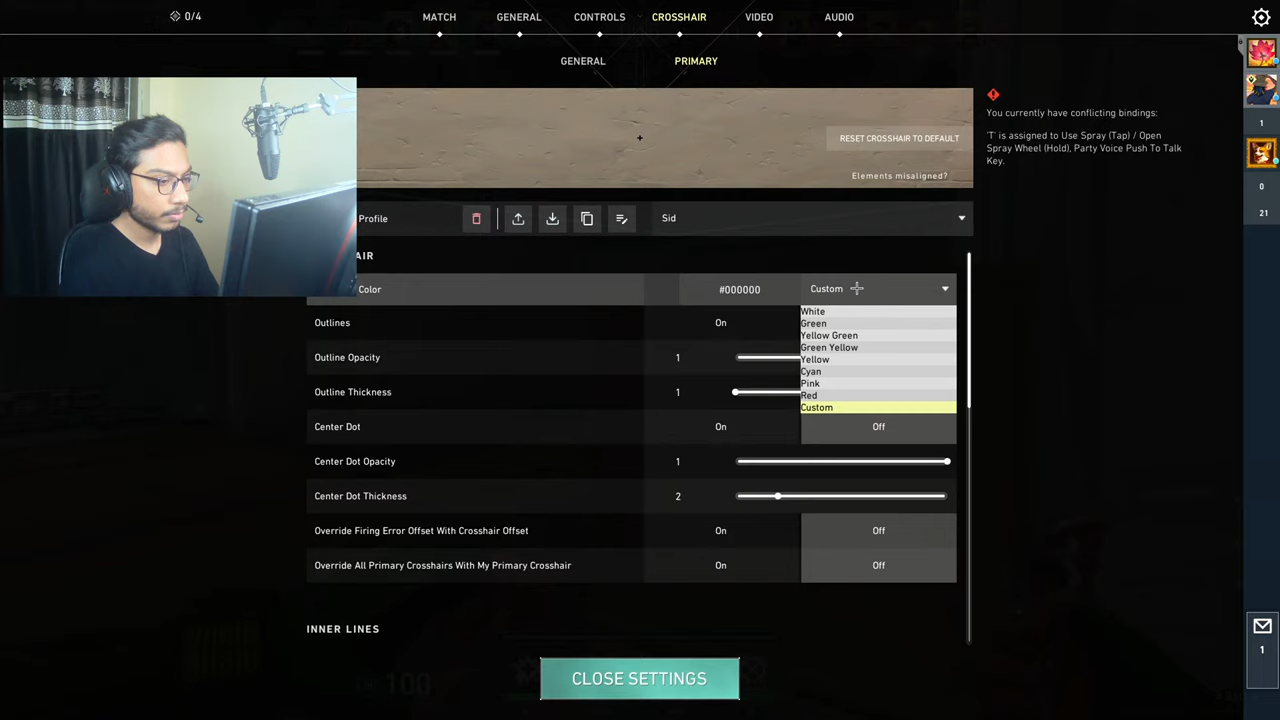 0/4
MATCH
GENERAL
CONTROLS
CROSSHAIR
VIDEO
AUDIO
GENERAL
PRIMARY
RESET CROSSHAIR TO DEFAULT
Elements misaligned?
You currently have conflicting bindings:
'T' is assigned to Use Spray (Tap) / Open
Spray Wheel (Hold), Party Voice Push To Talk
Key.
1
0
21
Profile
Sid
AIR
Color
#000000
Custom
White
Green
Yellow Green
Green Yellow
Yellow
Cyan
Pink
Red
Custom
Outlines
On
Outline Opacity
1
Outline Thickness
1
Center Dot
On
Off
Center Dot Opacity
1
Center Dot Thickness
2
Override Firing Error Offset With Crosshair Offset
On
Off
Override All Primary Crosshairs With My Primary Crosshair
On
Off
INNER LINES
CLOSE SETTINGS
100
1